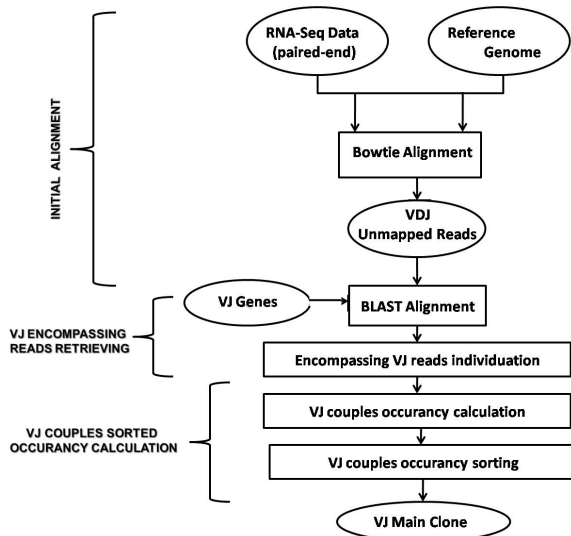 RNA-Seq Data
(paired-end)
Reference
Genome
INITIAL ALIGNMENT
Bowtie Alignment
VDJ
Unmapped Reads
VJ Genes
BLAST Alignment
VJ ENCOMPASSING
READS RETRIEVING
Encompassing VJ reads individuation
VJ COUPLES SORTED
OCCURANCY CALCULATION
VJ couples occurancy calculation
VJ couples occurancy sorting
VJ Main Clone